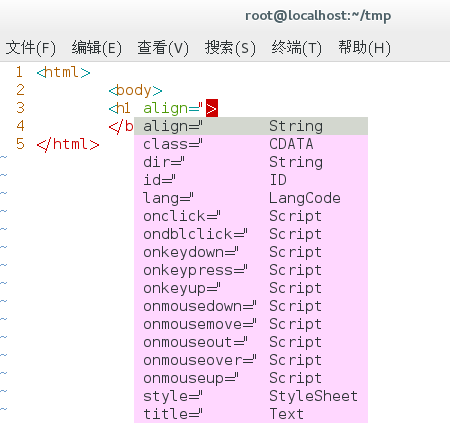 root@localhost:~/tmp
文件(F) 编辑(E) 查看(V) 搜索(S) 终端(T) 帮助(H)
1 <html>
2 <body>
3 <h1 align=">
4 </b
align=" String
5 </html>
class=" CDATA
~ dir=" String
~ id=" ID
~ lang=" LangCode
~ onclick=" Script
~ ondblclick=" Script
~ onkeydown=" Script
~ onkeypress=" Script
~ onkeyup=" Script
~ onmousedown=" Script
~ onmousemove=" Script
~ onmouseout=" Script
~ onmouseover=" Script
~ onmouseup=" Script
~ style=" StyleSheet
~ title=" Text